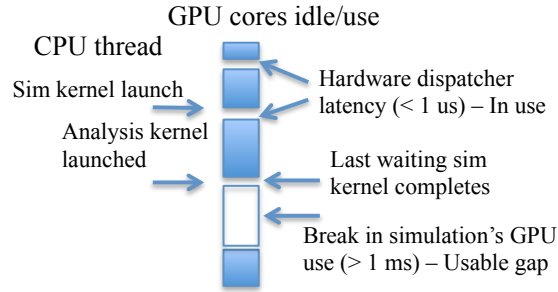 GPU cores idle/use
CPU thread
Sim kernel launch
Analysis kernel
launched
Hardware dispatcher
latency (< 1 us) – In use
Last waiting sim
kernel completes
Break in simulation’s GPU
use (> 1 ms) – Usable gap